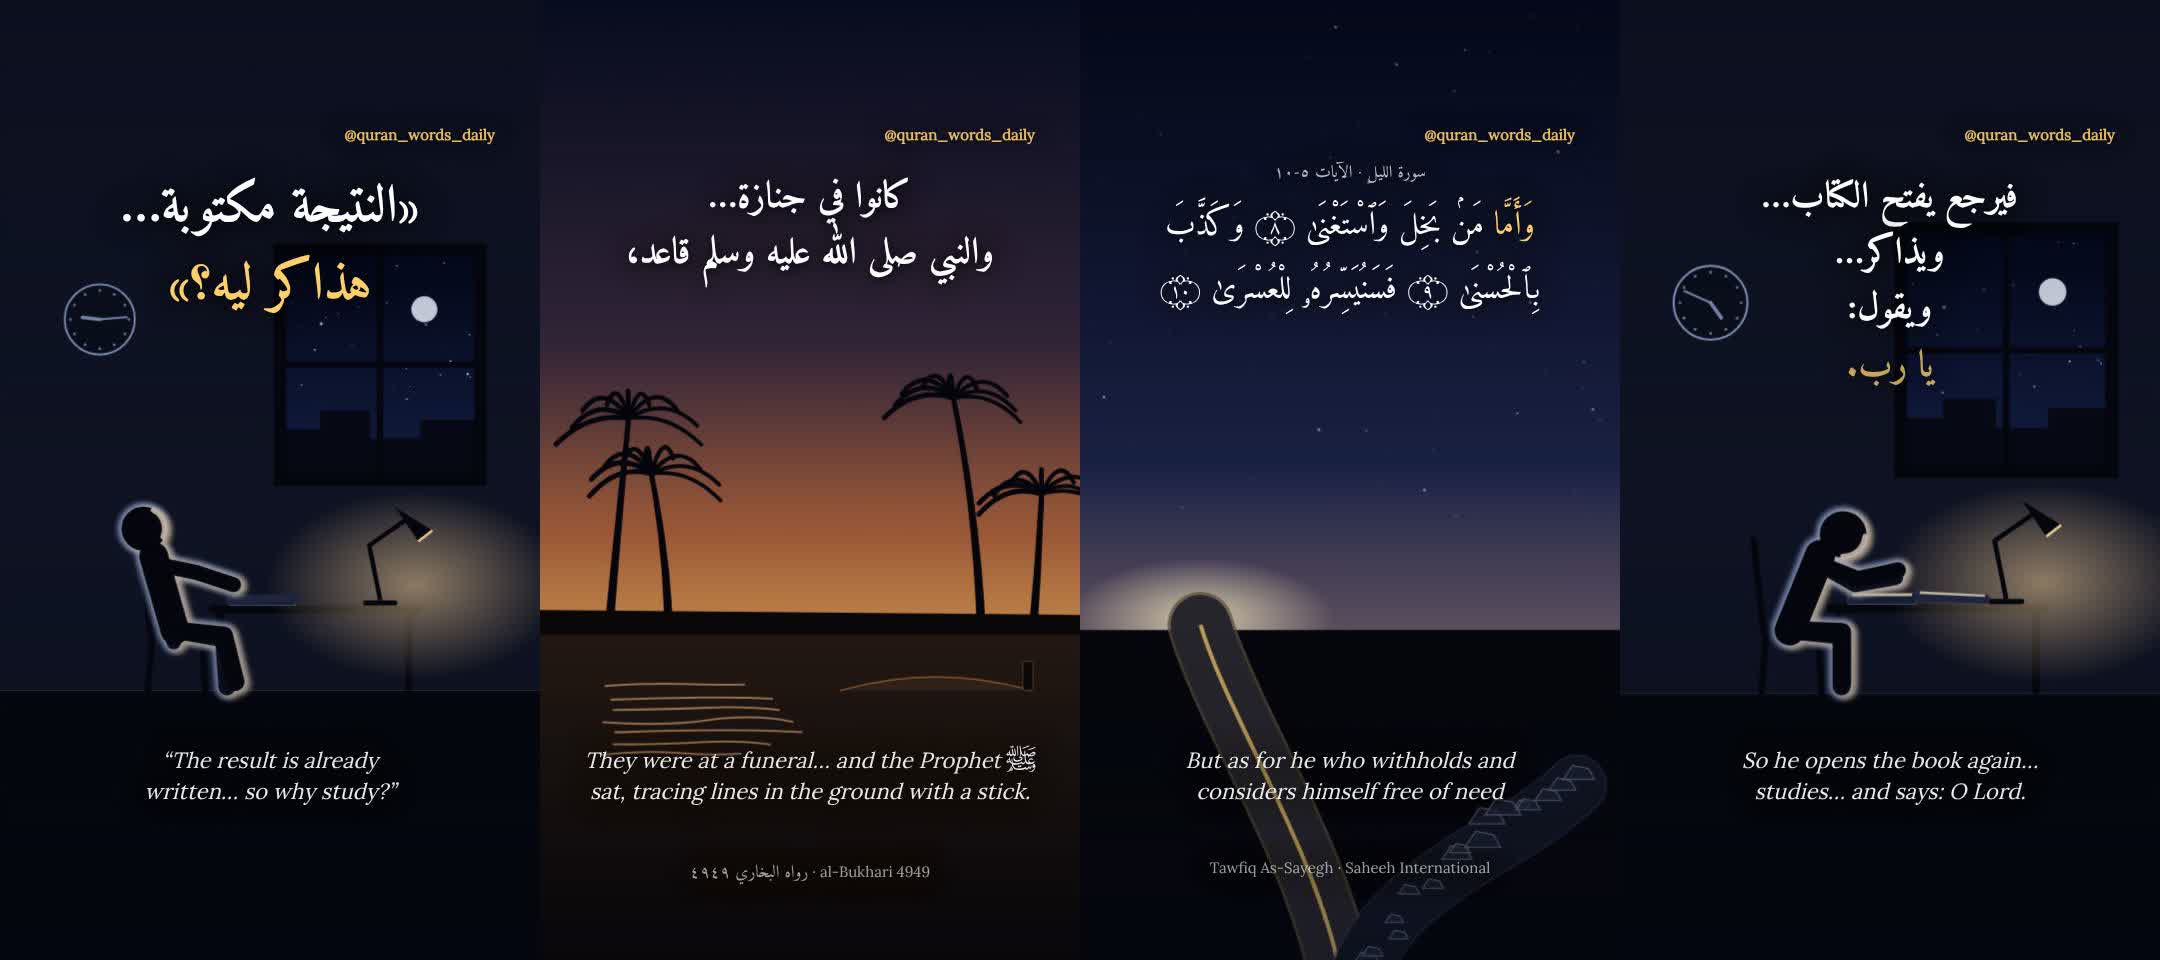 @quran_words_daily
«النتيجة مكتوبة...
هذاكر ليه؟»
“The result is already
written... so why study?”
@quran_words_daily
كانوا في جنازة...
والنبي صلى الله عليه وسلم قاعد،
They were at a funeral... and the Prophet ﷺ
sat, tracing lines in the ground with a stick.
رواه البخاري ٤٩٤٩ · al-Bukhari 4949
@quran_words_daily
سورة الليل · الآيات ٥-١٠
وَأَمَّا مَنۢ بَخِلَ وَٱسْتَغْنَىٰ ۝٨ وَكَذَّبَ
بِٱلْحُسْنَىٰ ۝٩ فَسَنُيَسِّرُهُۥ لِلْعُسْرَىٰ ۝١٠
But as for he who withholds and
considers himself free of need
Tawfiq As-Sayegh · Saheeh International
@quran_words_daily
فيرجع يفتح الكتاب...
ويذاكر...
ويقول:
يا رب.
So he opens the book again...
studies... and says: O Lord.